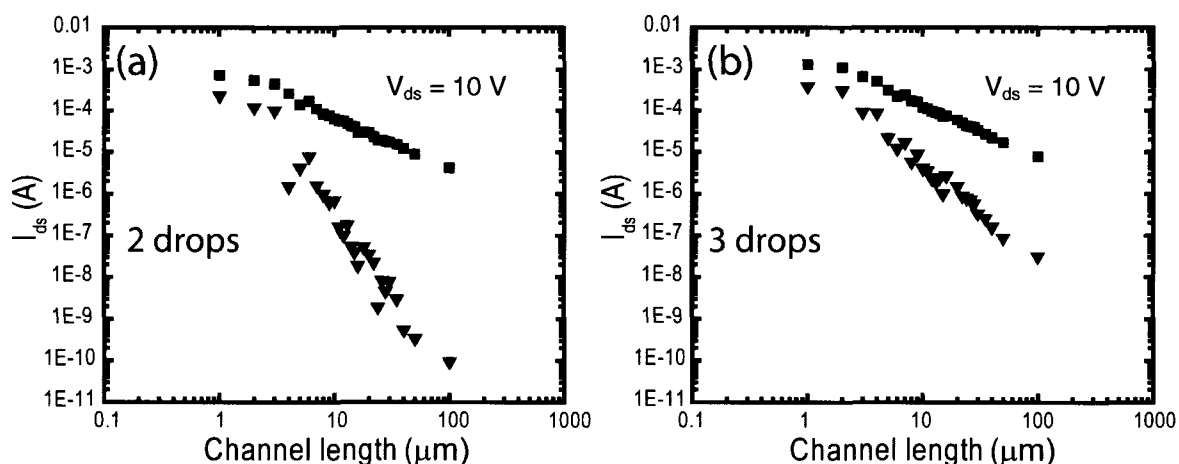 (a)
V_ds = 10 V
2 drops
I_ds (A)
0.01
1E-3
1E-4
1E-5
1E-6
1E-7
1E-8
1E-9
1E-10
1E-11
0.1 1 10 100 1000
Channel length (μm)
(b)
V_ds = 10 V
3 drops
I_ds (A)
0.01
1E-3
1E-4
1E-5
1E-6
1E-7
1E-8
1E-9
1E-10
1E-11
0.1 1 10 100 1000
Channel length (μm)